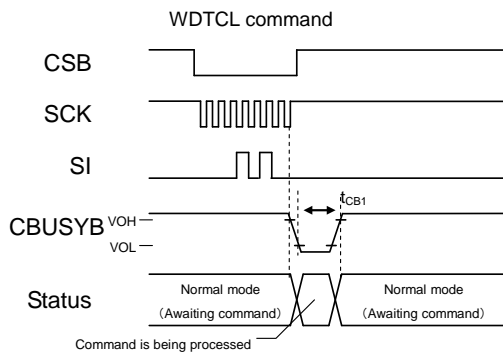 WDTCL command
CSB
SCK
SI
tCB1
CBUSYB
VOH
VOL
Status
Normal mode
(Awaiting command)
Normal mode
(Awaiting command)
Command is being processed